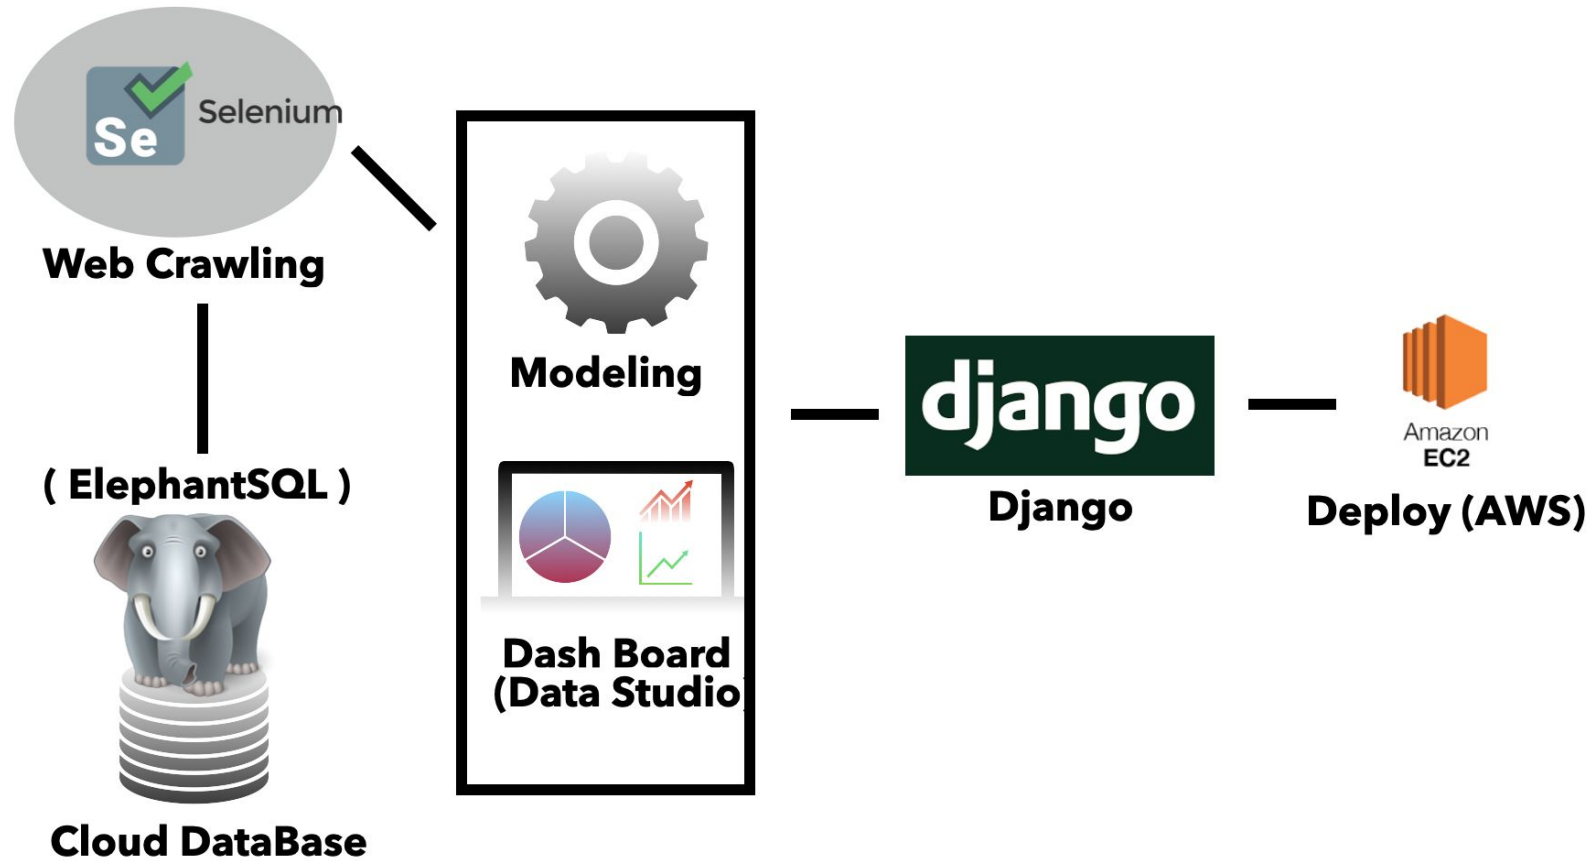 Se
Selenium
Web Crawling
( ElephantSQL )
Cloud DataBase
Modeling
Dash Board
(Data Studio)
django
Django
Amazon
EC2
Deploy (AWS)